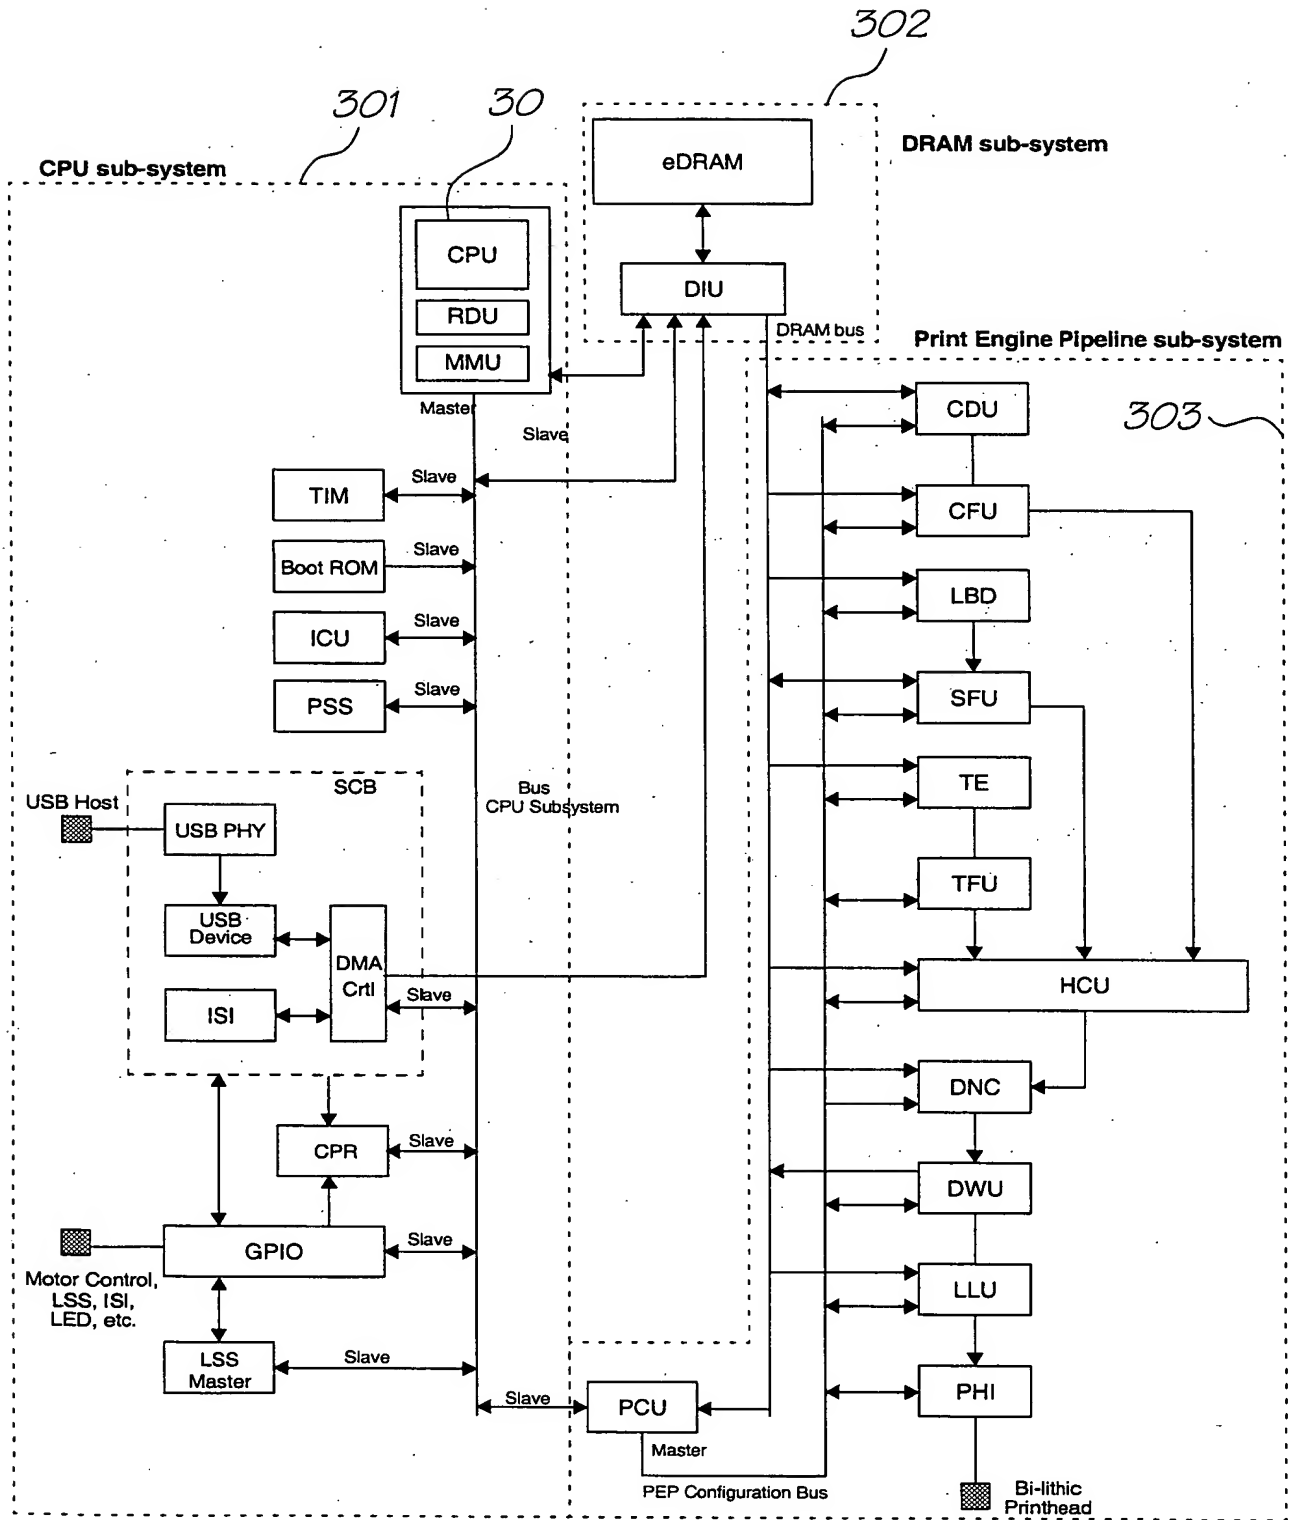 302
301
30
DRAM sub-system
CPU sub-system
eDRAM
CPU
DIU
RDU
DRAM bus
Print Engine Pipeline sub-system
MMU
Master
CDU
303
Slave
Slave
TIM
CFU
Slave
Boot ROM
LBD
Slave
ICU
Slave
PSS
SFU
SCB
Bus
CPU Subsystem
TE
USB Host
USB PHY
TFU
USB
Device
DMA
Crtl
HCU
Slave
ISI
DNC
Slave
CPR
DWU
Slave
GPIO
Motor Control,
LSS, ISI,
LED, etc.
LLU
Slave
LSS
Master
PHI
Slave
PCU
Master
PEP Configuration Bus
Bi-lithic
Printhead